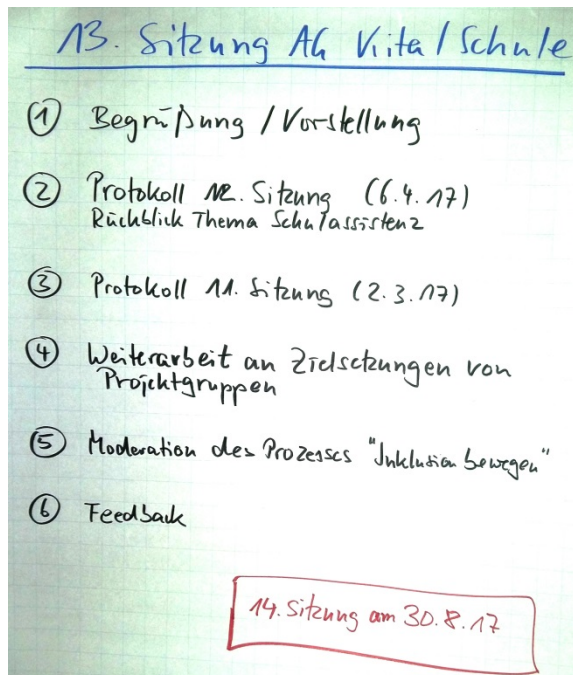 13. Sitzung AG Kita / Schule
① Begrüßung / Vorstellung
② Protokoll 12. Sitzung (6.4.17)
Rückblick Thema Schulassistenz
③ Protokoll 11. Sitzung (2.3.17)
④ Weiterarbeit an Zielsetzungen von
Projektgruppen
⑤ Moderation des Prozesses "Inklusion bewegen"
⑥ Feedback
14. Sitzung am 30.8.17